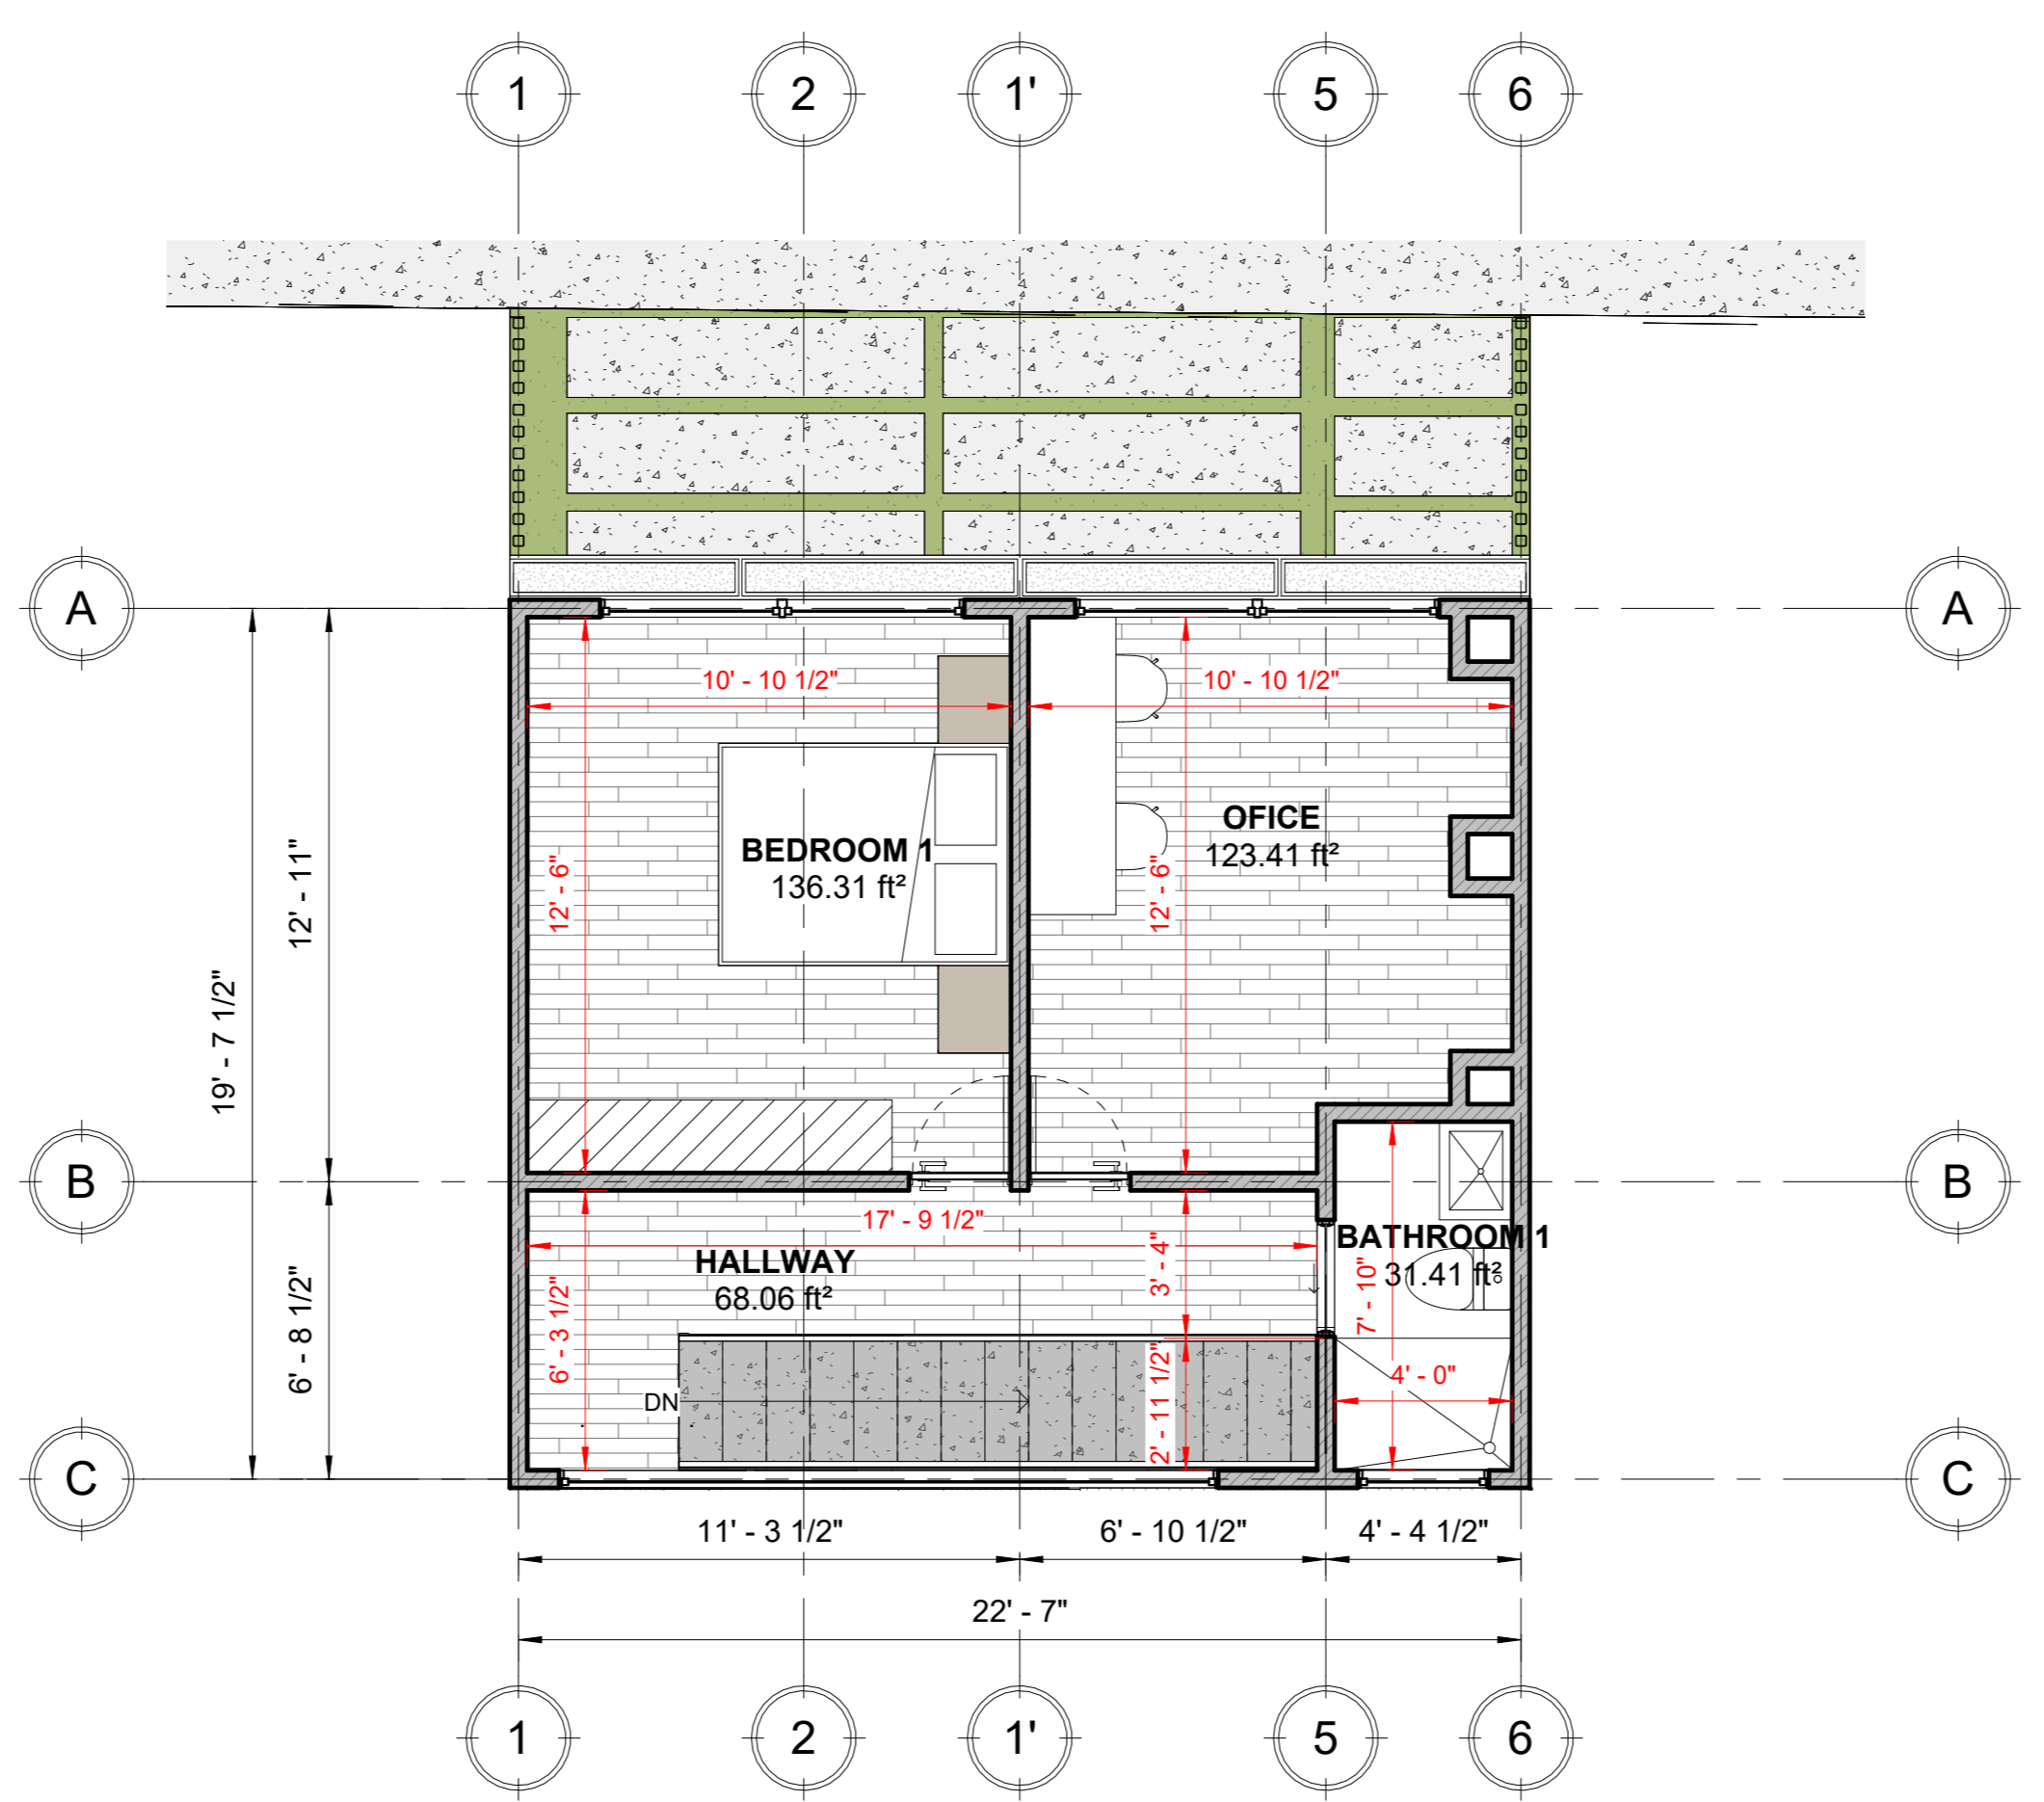 1 2 1' 5 6
A A
10' - 10 1/2" 10' - 10 1/2"
OFICE
123.41 ft²
BEDROOM 1
136.31 ft²
12' - 6" 12' - 6"
12' - 11"
19' - 7 1/2"
B B
17' - 9 1/2"
BATHROOM 1
31.41 ft²
HALLWAY
68.06 ft²
3' - 4"
7' - 10"
6' - 8 1/2"
6' - 3 1/2"
4' - 0"
2' - 11 1/2"
DN
C C
11' - 3 1/2" 6' - 10 1/2" 4' - 4 1/2"
22' - 7"
1 2 1' 5 6